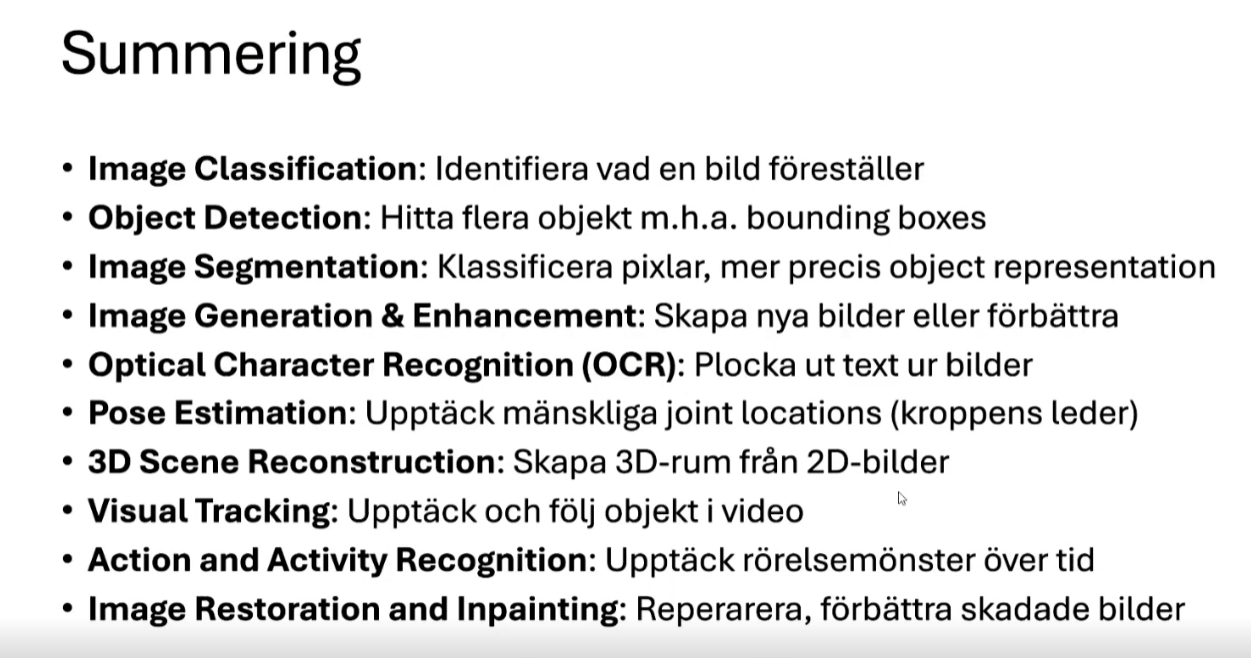 Summering
• Image Classification: Identifiera vad en bild föreställer
• Object Detection: Hitta flera objekt m.h.a. bounding boxes
• Image Segmentation: Klassificera pixlar, mer precis object representation
• Image Generation & Enhancement: Skapa nya bilder eller förbättra
• Optical Character Recognition (OCR): Plocka ut text ur bilder
• Pose Estimation: Upptäck mänskliga joint locations (kroppens leder)
• 3D Scene Reconstruction: Skapa 3D-rum från 2D-bilder
• Visual Tracking: Upptäck och följ objekt i video
• Action and Activity Recognition: Upptäck rörelsemönster över tid
• Image Restoration and Inpainting: Reperarera, förbättra skadade bilder